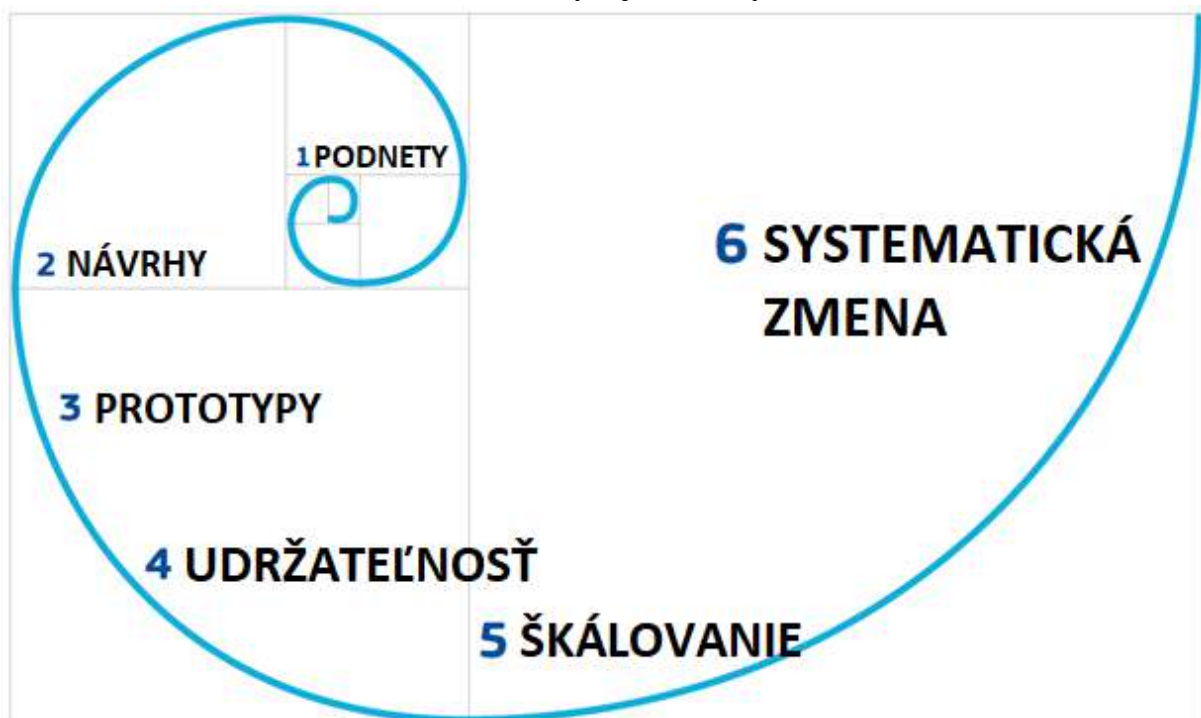 1 PODNETY
2 NÁVRHY
3 PROTOTYPY
4 UDRŽATEĽNOSŤ
5 ŠKÁLOVANIE
6 SYSTEMATICKÁ
ZMENA